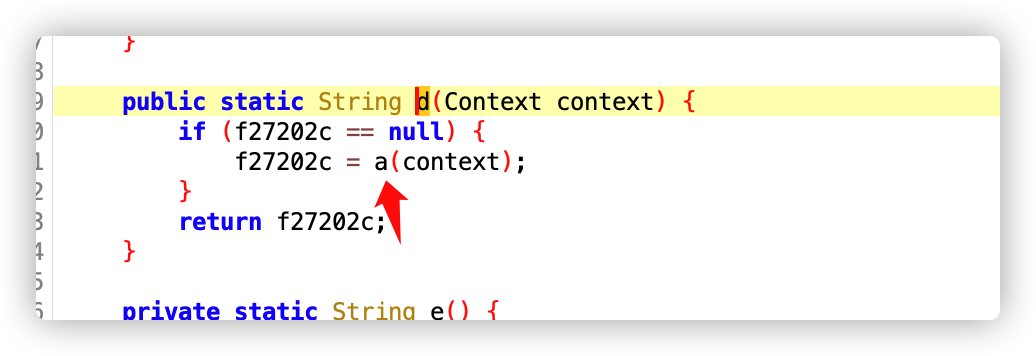 }
8
9 public static String d(Context context) {
0 if (f27202c == null) {
1 f27202c = a(context);
2 }
3 return f27202c;
4 }
5
6 private static String e() {